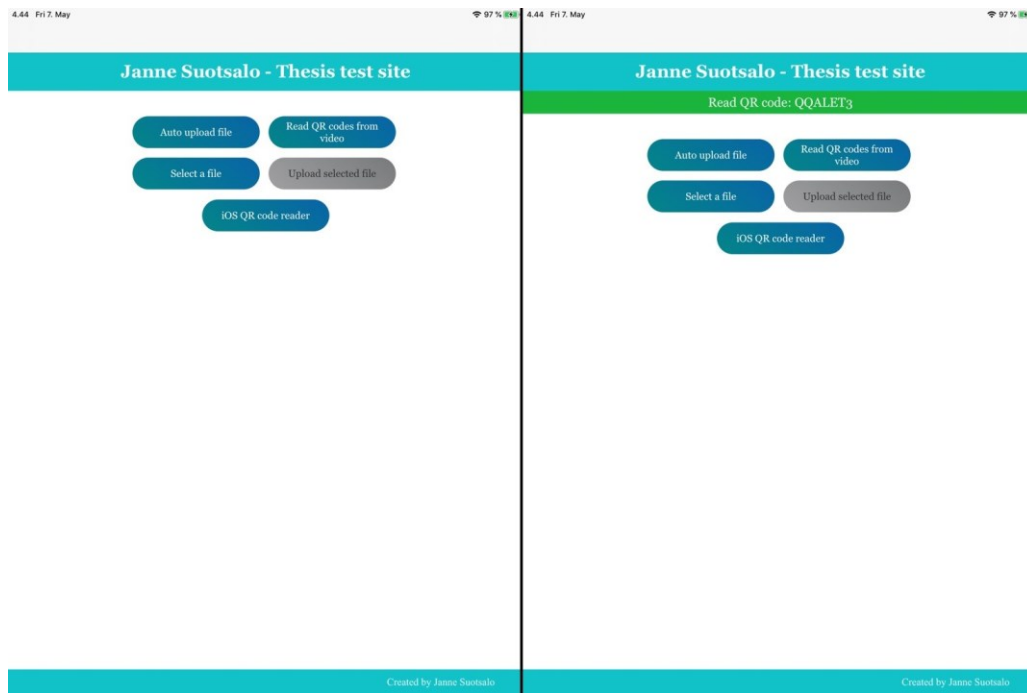 4.44 Fri 7. May
97 %
Janne Suotsalo - Thesis test site
Auto upload file
Read QR codes from
video
Select a file
Upload selected file
iOS QR code reader
Created by Janne Suotsalo
4.44 Fri 7. May
97 %
Janne Suotsalo - Thesis test site
Read QR code: QQALET3
Auto upload file
Read QR codes from
video
Select a file
Upload selected file
iOS QR code reader
Created by Janne Suotsalo